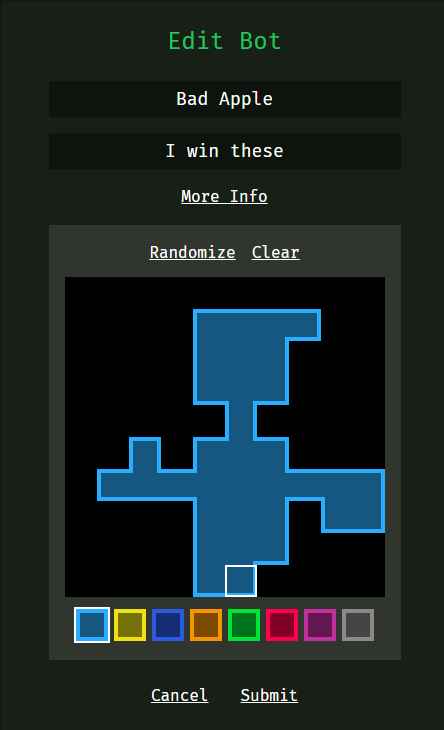 Edit Bot
Bad Apple
I win these
More Info
Randomize Clear
Cancel Submit